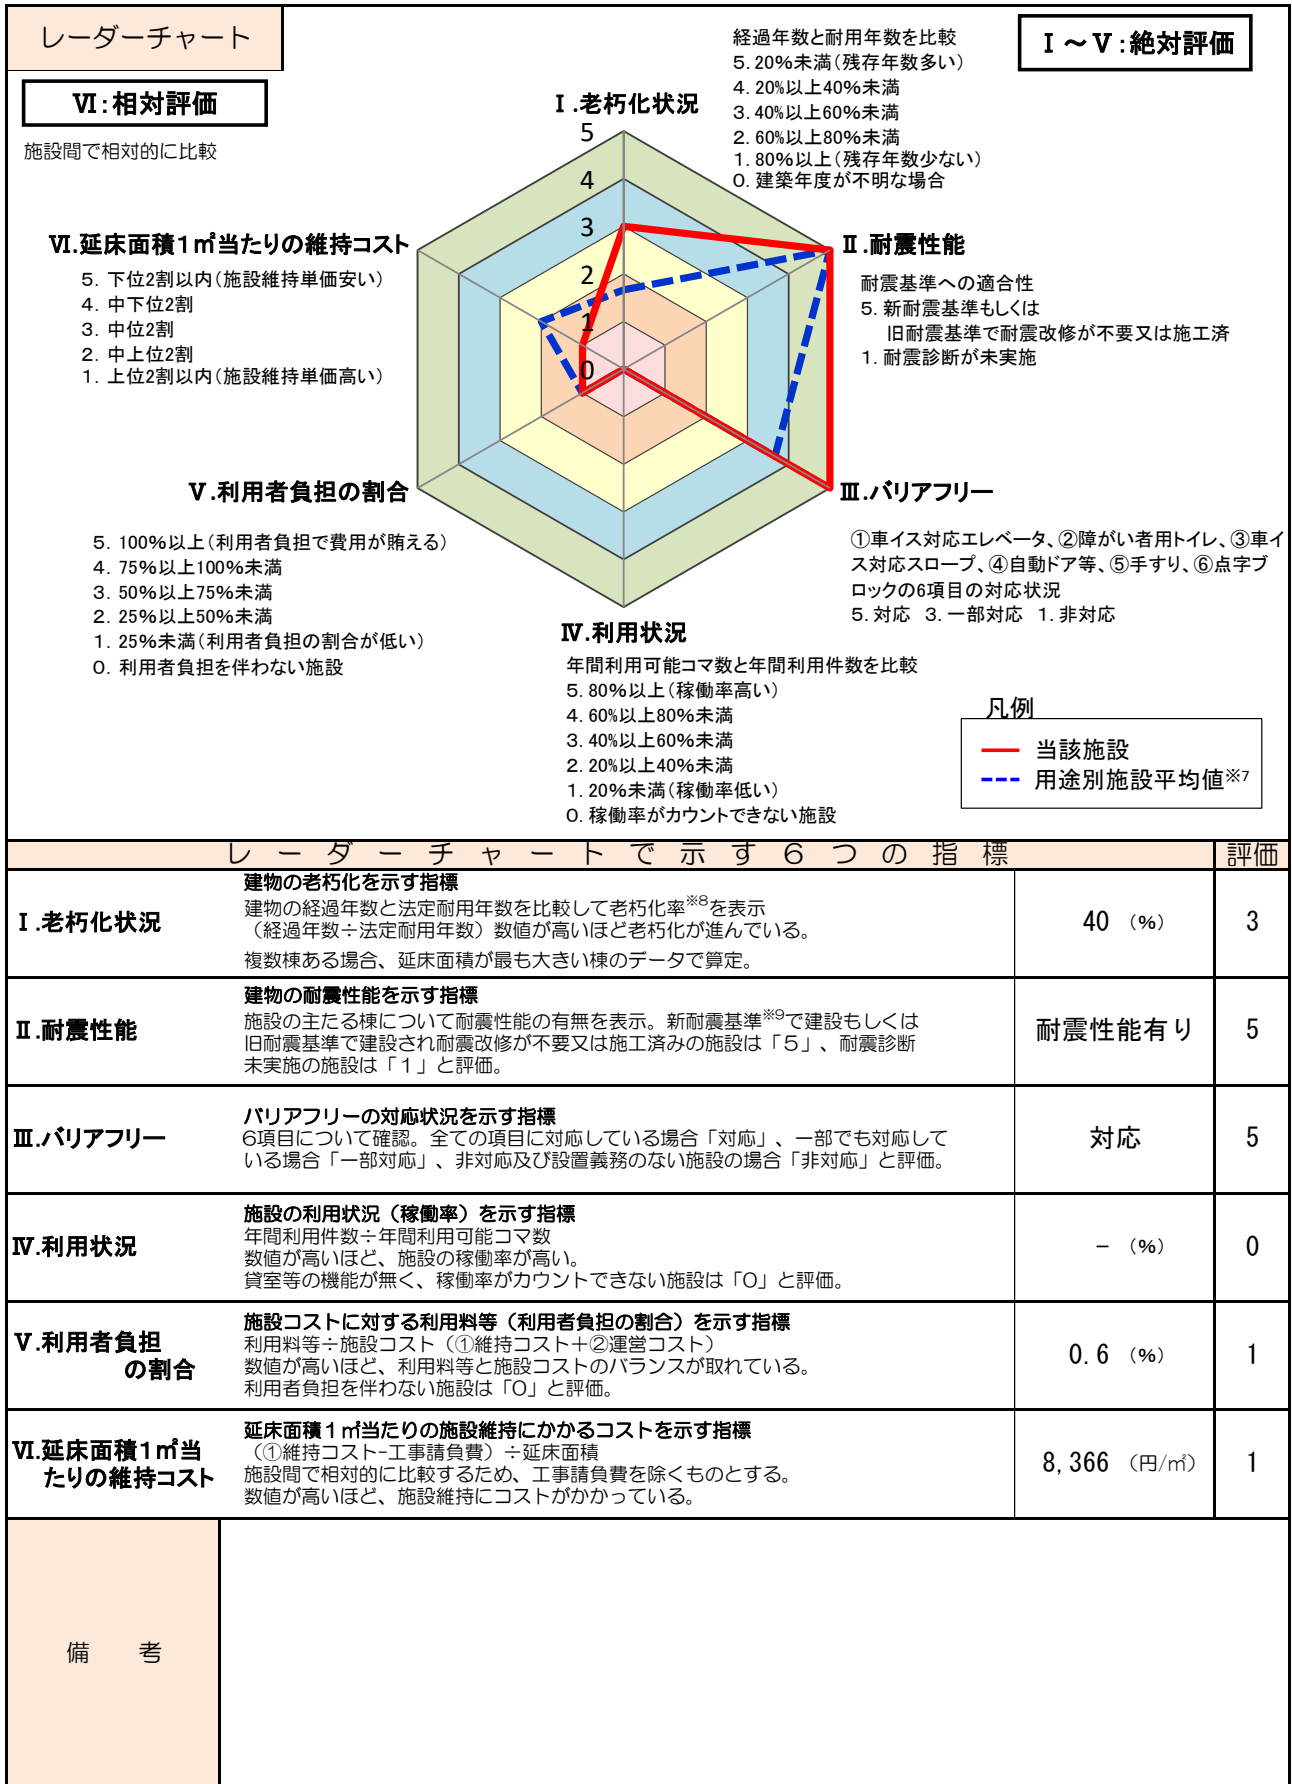 レーダーチャート
Ⅵ:相対評価
施設間で相対的に比較
Ⅰ～Ⅴ:絶対評価
経過年数と耐用年数を比較
5.20%未満(残存年数多い)
4.20%以上40%未満
3.40%以上60%未満
2.60%以上80%未満
1.80%以上(残存年数少ない)
0.建築年度が不明な場合
Ⅰ.老朽化状況
5
4
3
2
1
0
Ⅱ.耐震性能
耐震基準への適合性
5.新耐震基準もしくは
旧耐震基準で耐震改修が不要又は施工済
1.耐震診断が未実施
Ⅵ.延床面積1㎡当たりの維持コスト
5.下位2割以内(施設維持単価安い)
4.中下位2割
3.中位2割
2.中上位2割
1.上位2割以内(施設維持単価高い)
Ⅲ.バリアフリー
①車イス対応エレベータ、②障がい者用トイレ、③車イ
ス対応スロープ、④自動ドア等、⑤手すり、⑥点字ブ
ロックの6項目の対応状況
5.対応 3.一部対応 1.非対応
Ⅴ.利用者負担の割合
5.100%以上(利用者負担で費用が賄える)
4.75%以上100%未満
3.50%以上75%未満
2.25%以上50%未満
1.25%未満(利用者負担の割合が低い)
0.利用者負担を伴わない施設
Ⅳ.利用状況
年間利用可能コマ数と年間利用件数を比較
5.80%以上(稼働率高い)
4.60%以上80%未満
3.40%以上60%未満
2.20%以上40%未満
1.20%未満(稼働率低い)
0.稼働率がカウントできない施設
凡例
当該施設
用途別施設平均値※7
レーダーチャートで示す6つの指標 評価
Ⅰ.老朽化状況
建物の老朽化を示す指標
建物の経過年数と法定耐用年数を比較して老朽化率※8を表示
(経過年数÷法定耐用年数)数値が高いほど老朽化が進んでいる。
複数棟ある場合、延床面積が最も大きい棟のデータで算定。
40 (%) 3
Ⅱ.耐震性能
建物の耐震性能を示す指標
施設の主たる棟について耐震性能の有無を表示。新耐震基準※9で建設もしくは
旧耐震基準で建設され耐震改修が不要又は施工済みの施設は「5」、耐震診断
未実施の施設は「1」と評価。
耐震性能有り 5
Ⅲ.バリアフリー
バリアフリーの対応状況を示す指標
6項目について確認。全ての項目に対応している場合「対応」、一部でも対応して
いる場合「一部対応」、非対応及び設置義務のない施設の場合「非対応」と評価。
対応 5
Ⅳ.利用状況
施設の利用状況(稼働率)を示す指標
年間利用件数÷年間利用可能コマ数
数値が高いほど、施設の稼働率が高い。
貸室等の機能が無く、稼働率がカウントできない施設は「0」と評価。
- (%) 0
Ⅴ.利用者負担
の割合
施設コストに対する利用料等(利用者負担の割合)を示す指標
利用料等÷施設コスト(①維持コスト+②運営コスト)
数値が高いほど、利用料等と施設コストのバランスが取れている。
利用者負担を伴わない施設は「0」と評価。
0.6 (%) 1
Ⅵ.延床面積1㎡当
たりの維持コスト
延床面積1㎡当たりの施設維持にかかるコストを示す指標
(①維持コスト-工事請負費)÷延床面積
施設間で相対的に比較するため、工事請負費を除くものとする。
数値が高いほど、施設維持にコストがかかっている。
8,366 (円/㎡) 1
備 考